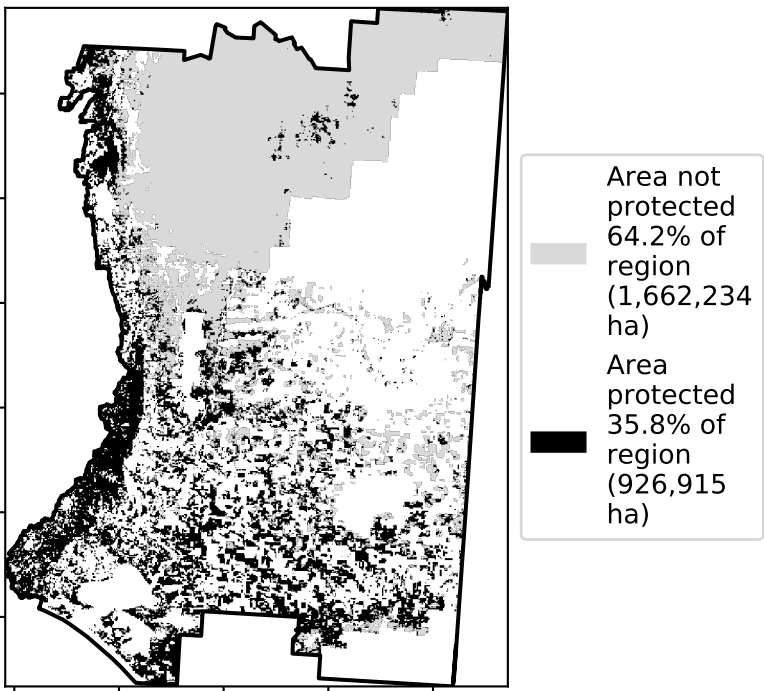 Area not
protected
64.2% of
region
(1,662,234
ha)
Area
protected
35.8% of
region
(926,915
ha)